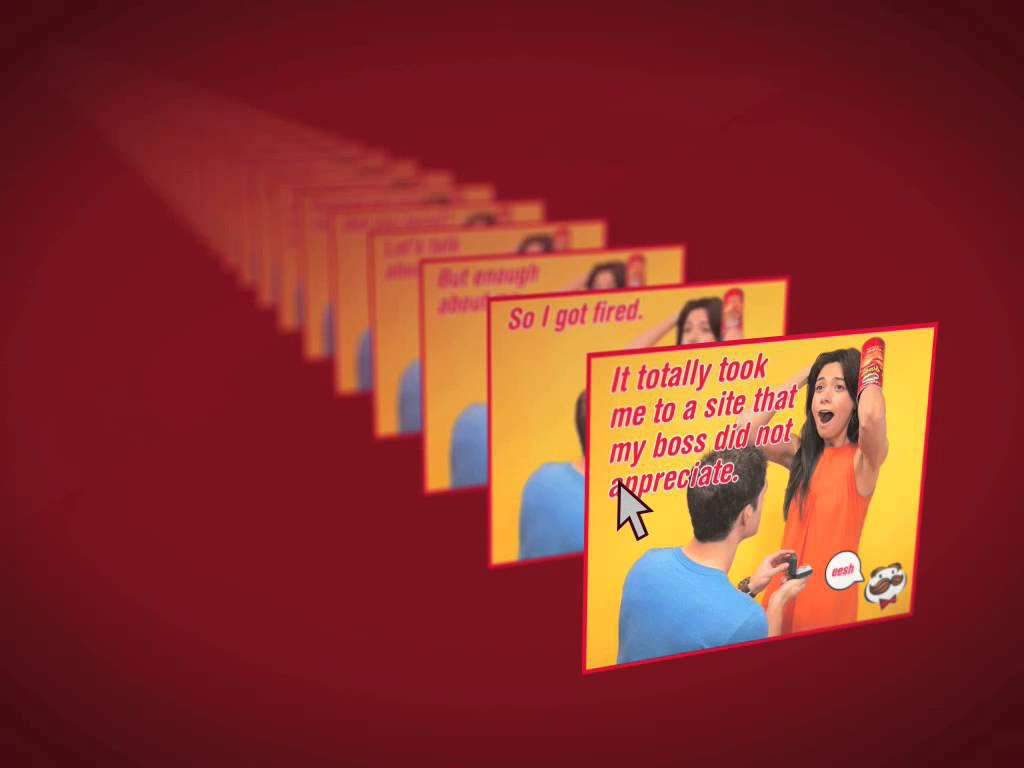 Let's talk
But enough
about
So I got fired.
It totally took
me to a site that
my boss did not
appreciate.
eesh